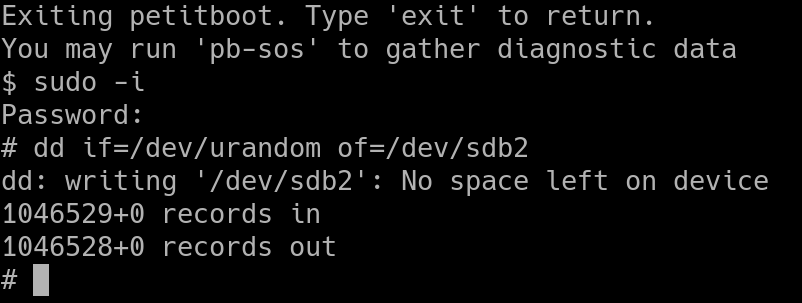 Exiting petitboot. Type 'exit' to return.
You may run 'pb-sos' to gather diagnostic data
$ sudo -i
Password:
# dd if=/dev/urandom of=/dev/sdb2
dd: writing '/dev/sdb2': No space left on device
1046529+0 records in
1046528+0 records out
#